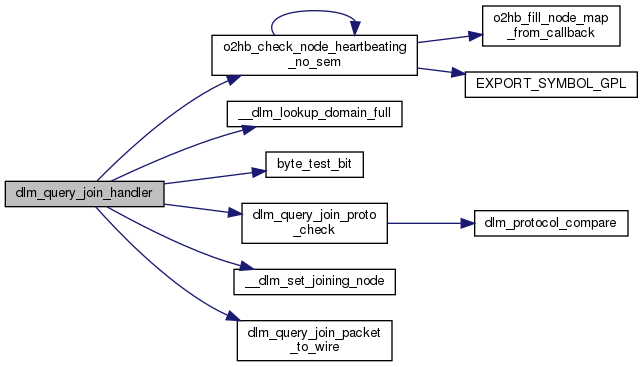 o2hb_fill_node_map
_from_callback
o2hb_check_node_heartbeating
_no_sem
EXPORT_SYMBOL_GPL
__dlm_lookup_domain_full
byte_test_bit
dlm_query_join_handler
dlm_query_join_proto
_check
dlm_protocol_compare
__dlm_set_joining_node
dlm_query_join_packet
_to_wire